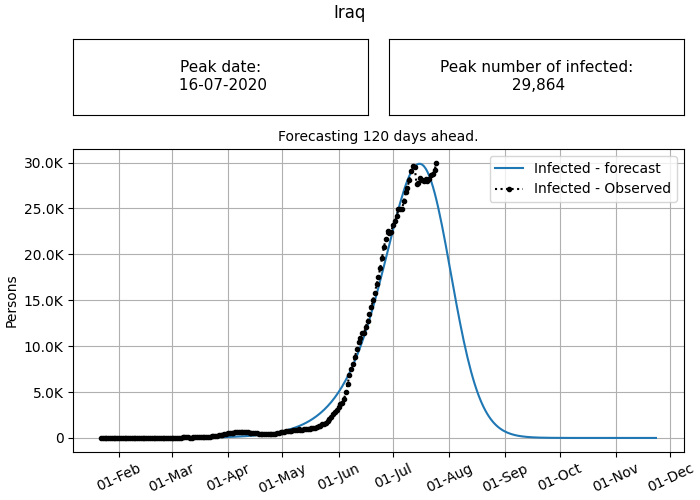 Iraq
Peak date:
16-07-2020
Peak number of infected:
29,864
Forecasting 120 days ahead.
30.0K
25.0K
20.0K
15.0K
10.0K
5.0K
0
Persons
Infected - forecast
Infected - Observed
01-Feb
01-Mar
01-Apr
01-May
01-Jun
01-Jul
01-Aug
01-Sep
01-Oct
01-Nov
01-Dec